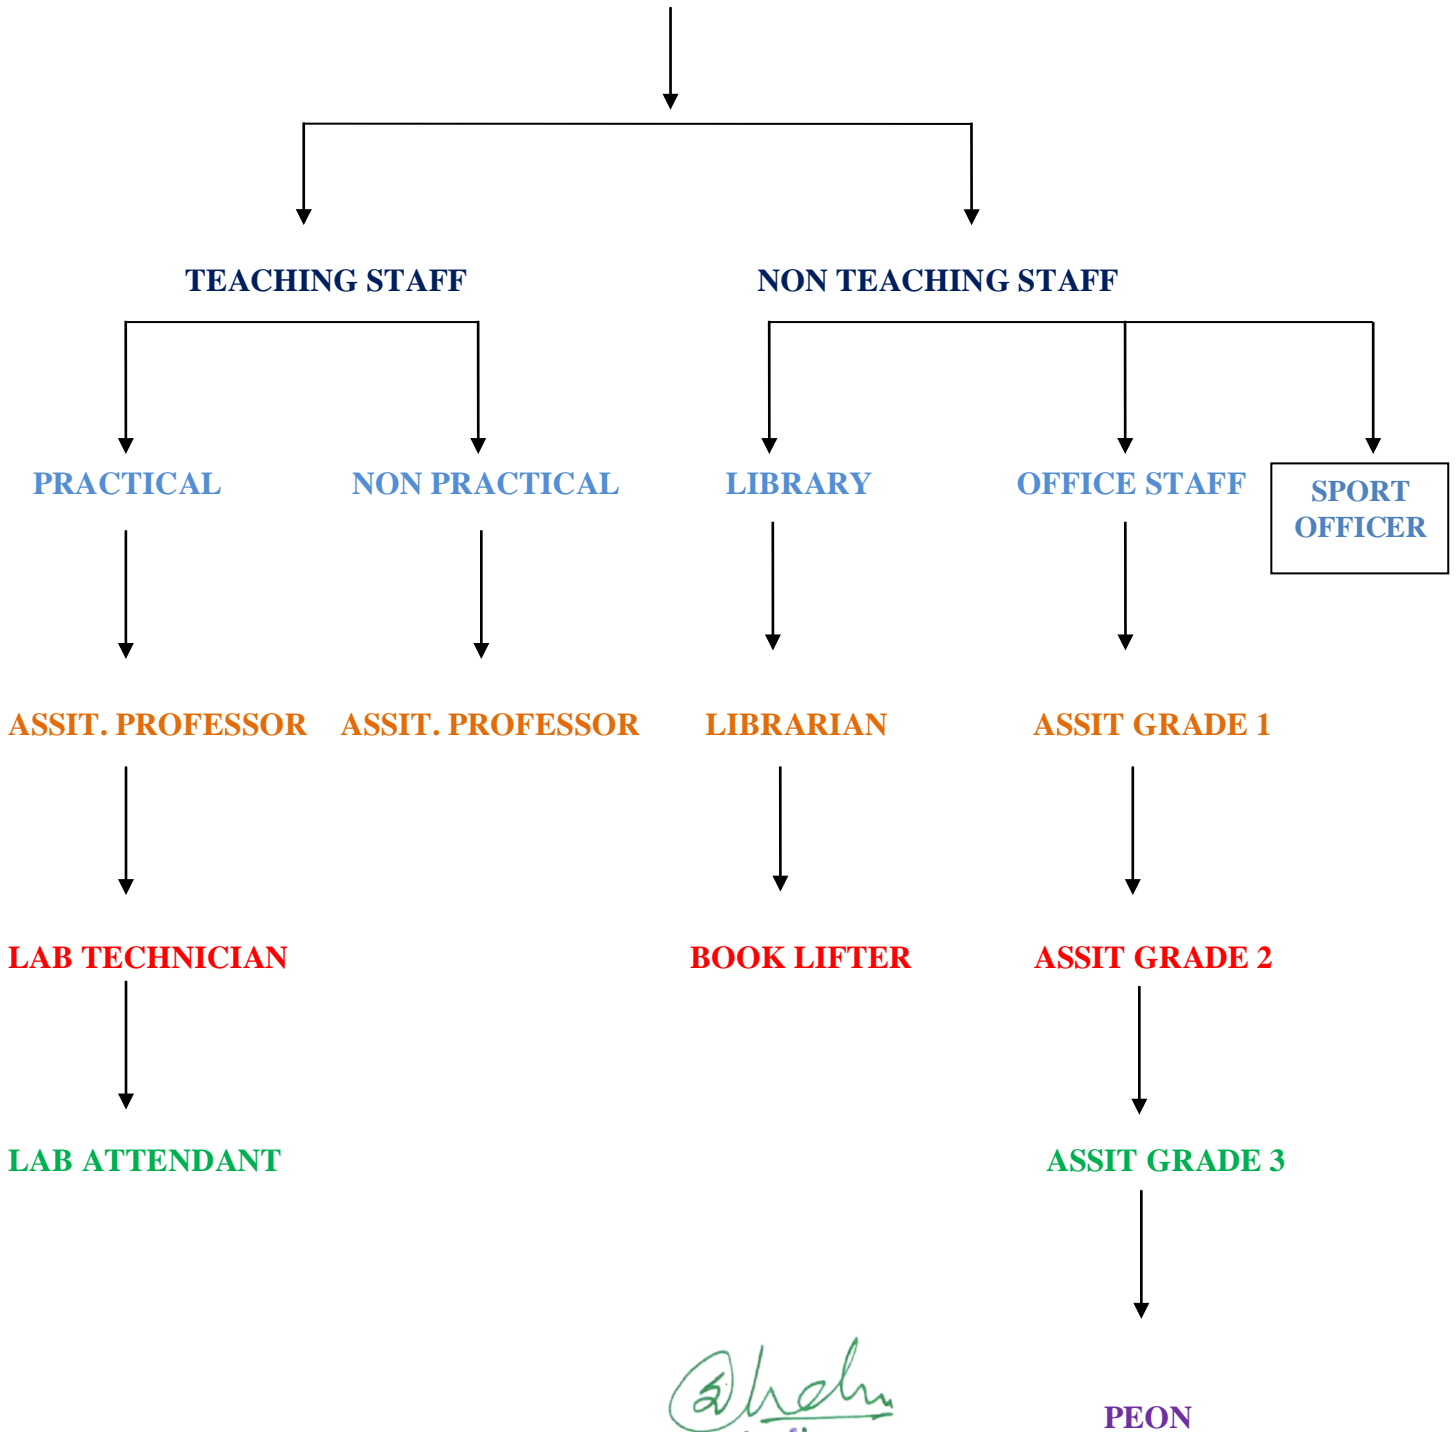 TEACHING STAFF
NON TEACHING STAFF
PRACTICAL
NON PRACTICAL
LIBRARY
OFFICE STAFF
SPORT
OFFICER
ASSIT. PROFESSOR
ASSIT. PROFESSOR
LIBRARIAN
ASSIT GRADE 1
LAB TECHNICIAN
BOOK LIFTER
ASSIT GRADE 2
LAB ATTENDANT
ASSIT GRADE 3
PEON